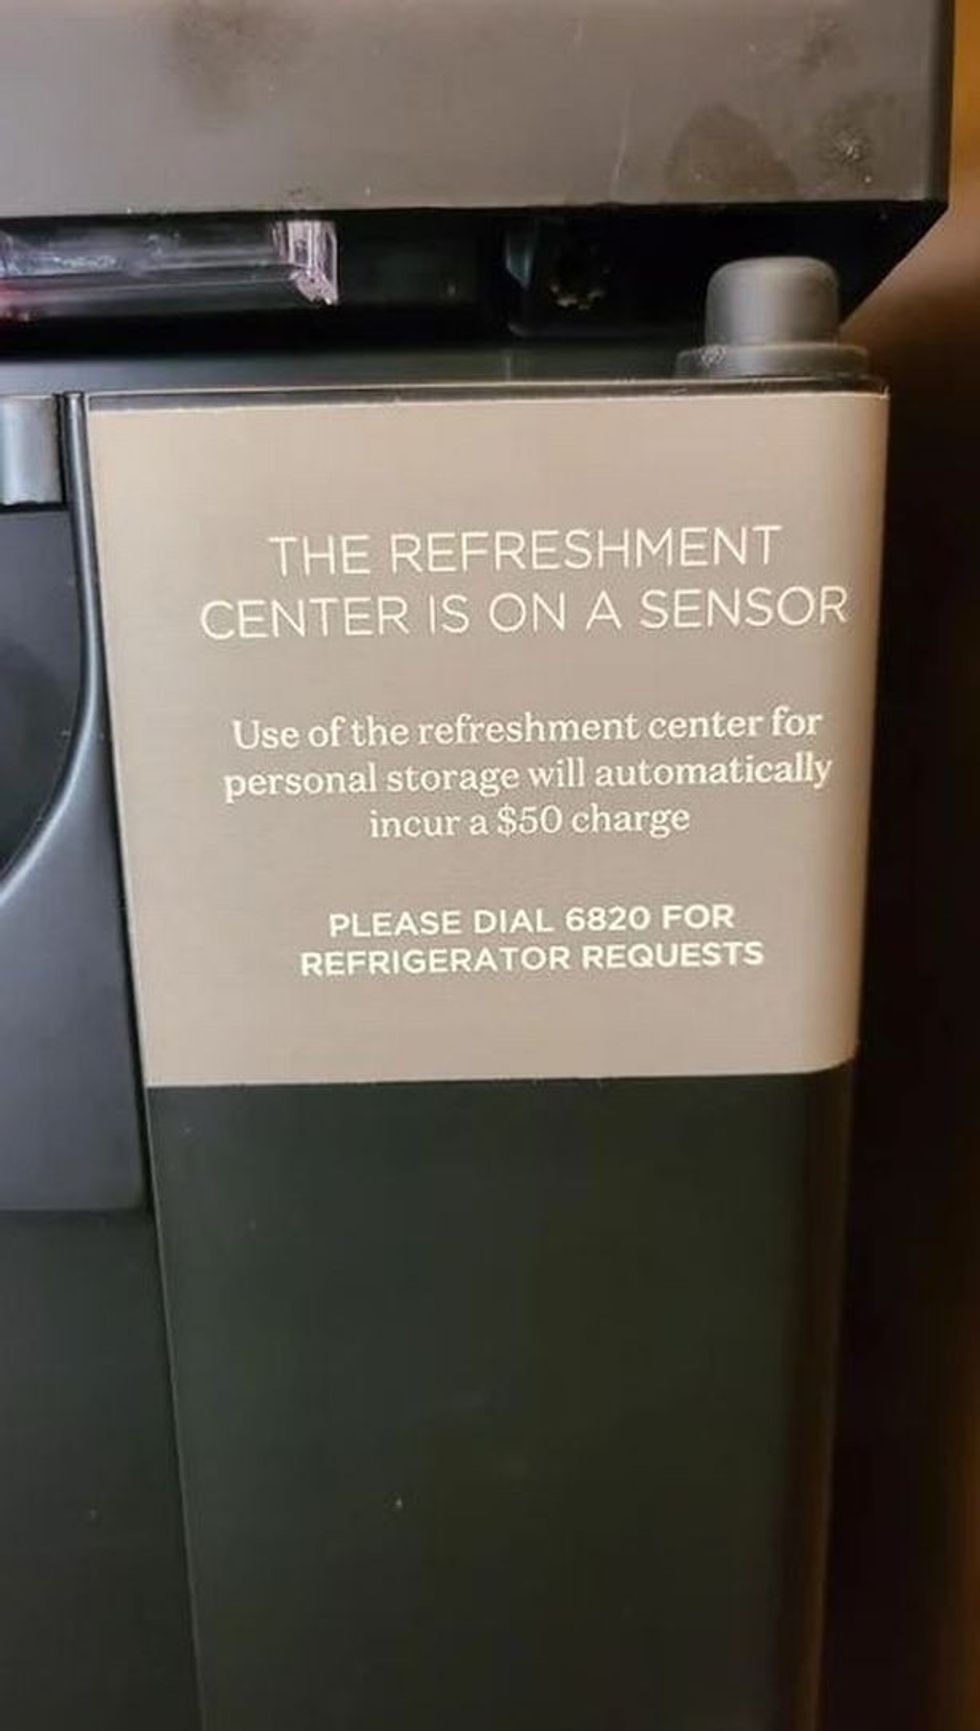 THE REFRESHMENT
CENTER IS ON A SENSOR
Use of the refreshment center for
personal storage will automatically
incur a $50 charge
PLEASE DIAL 6820 FOR
REFRIGERATOR REQUESTS